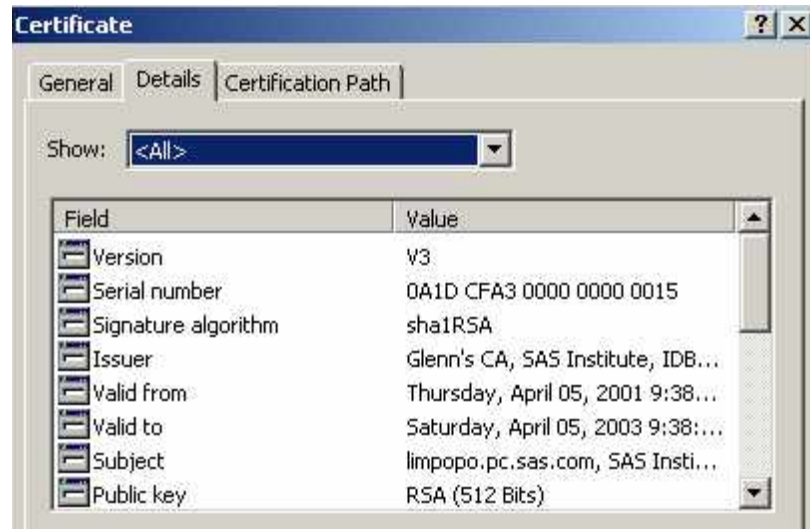 Certificate
General Details Certification Path
Show: <All>
Field Value
Version V3
Serial number 0A1D CFA3 0000 0000 0015
Signature algorithm sha1RSA
Issuer Glenn's CA, SAS Institute, IDB...
Valid from Thursday, April 05, 2001 9:38...
Valid to Saturday, April 05, 2003 9:38:...
Subject limpopo.pc.sas.com, SAS Insti...
Public key RSA (512 Bits)